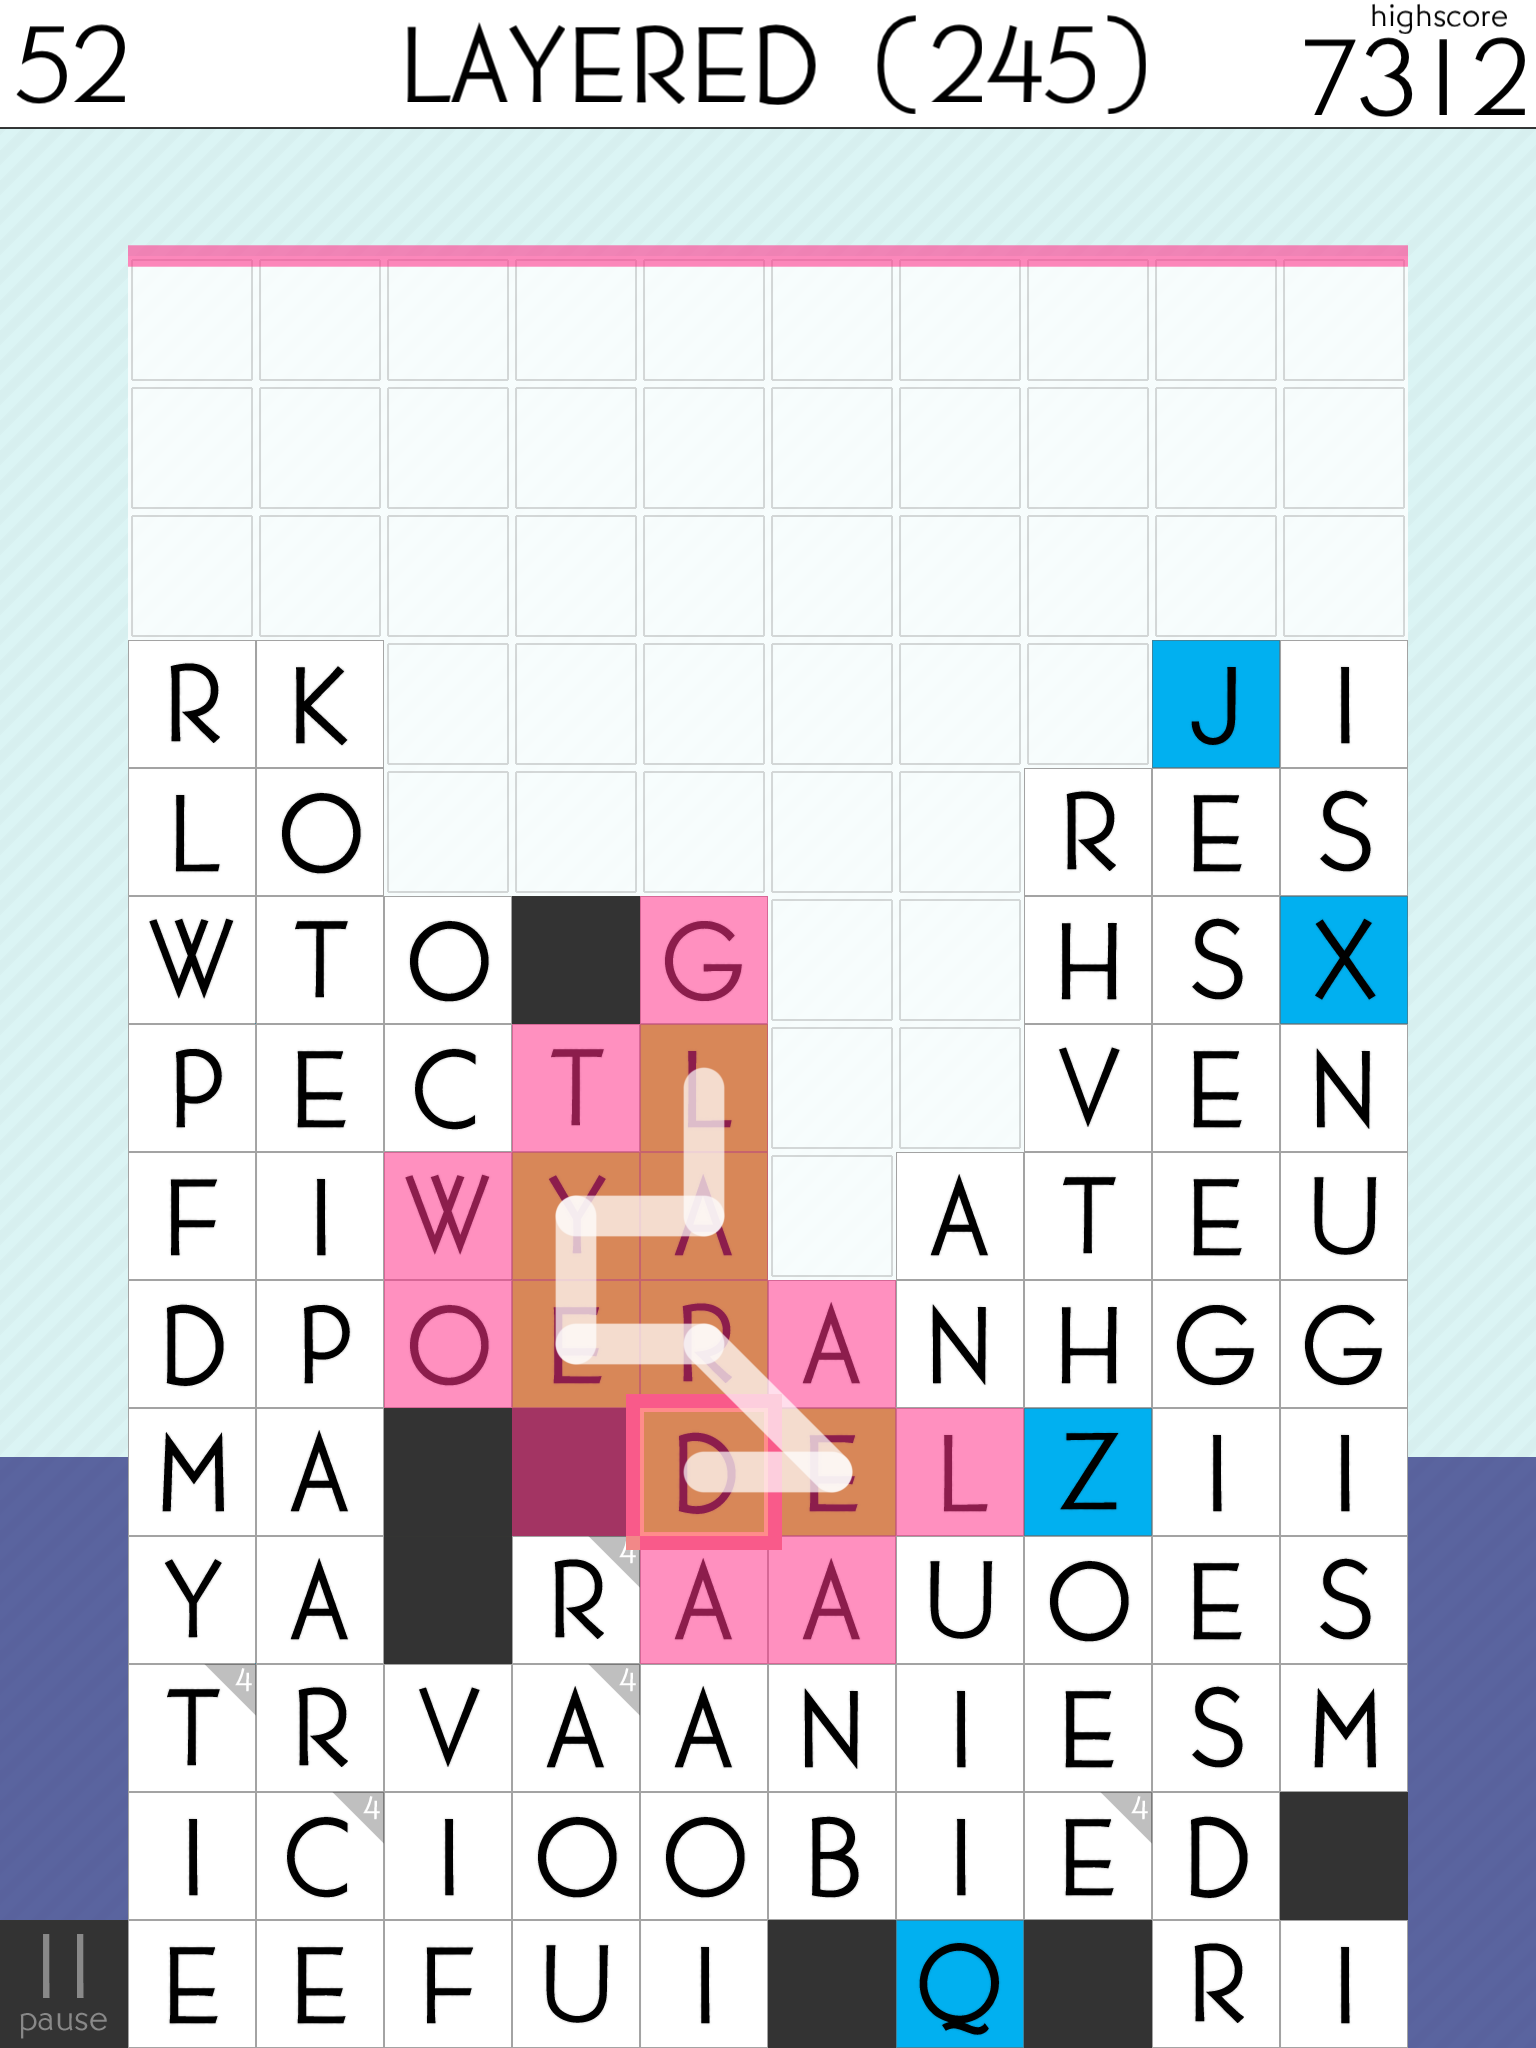 highscore
52 LAYERED (245) 7312
R K J I
L O R E S
W T O G H S X
P E C T L V E N
F I W Y A A T E U
D P O E R A N H G G
M A D E L Z I I
Y A R 4 A A U O E S
T 4 R V A 4 A N I E S M
I C 4 I O O B I E 4 D
pause E E F U I Q R I